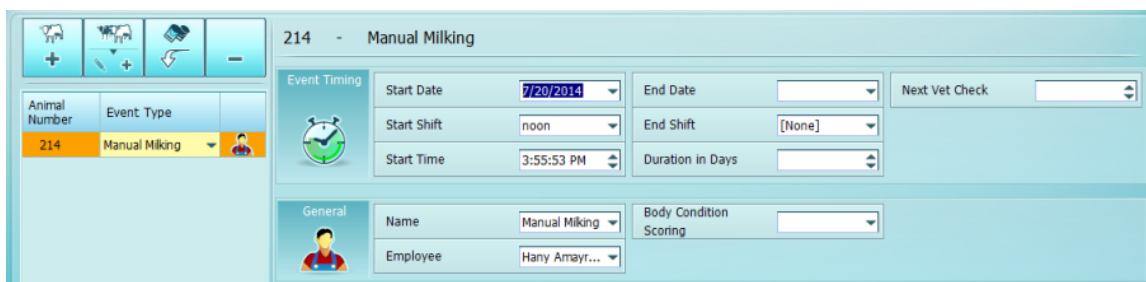 214 - Manual Milking
Animal Number Event Type
214 Manual Milking
Event Timing
Start Date 7/20/2014 End Date Next Vet Check
Start Shift noon End Shift [None]
Start Time 3:55:53 PM Duration in Days
General
Name Manual Milking Body Condition Scoring
Employee Hany Amayr...